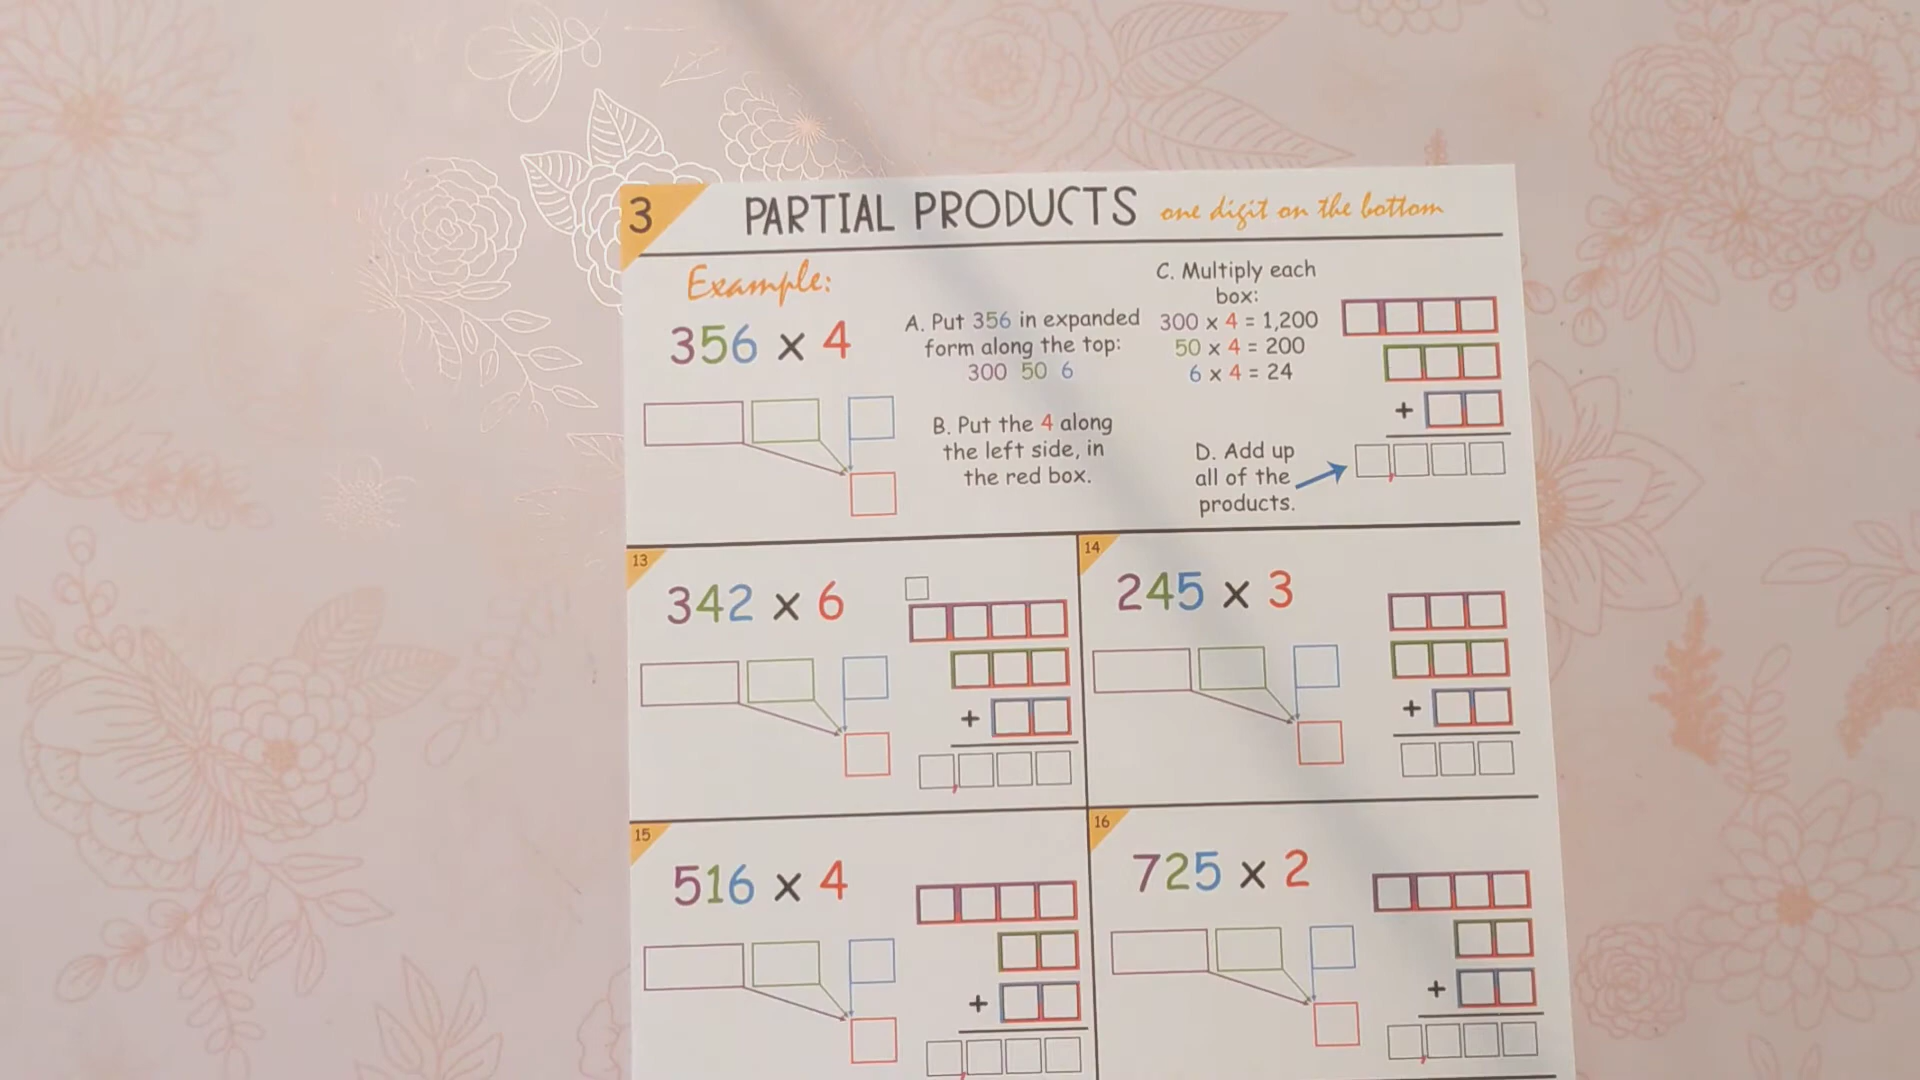 3
PARTIAL PRODUCTS one digit on the bottom
Example:
356 x 4
A. Put 356 in expanded
form along the top:
300 50 6
B. Put the 4 along
the left side, in
the red box.
C. Multiply each
box:
300 x 4 = 1,200
50 x 4 = 200
6 x 4 = 24
+
D. Add up
all of the
products.
,
13
342 x 6
+
,
14
245 x 3
+
15
516 x 4
+
,
16
725 x 2
+
,